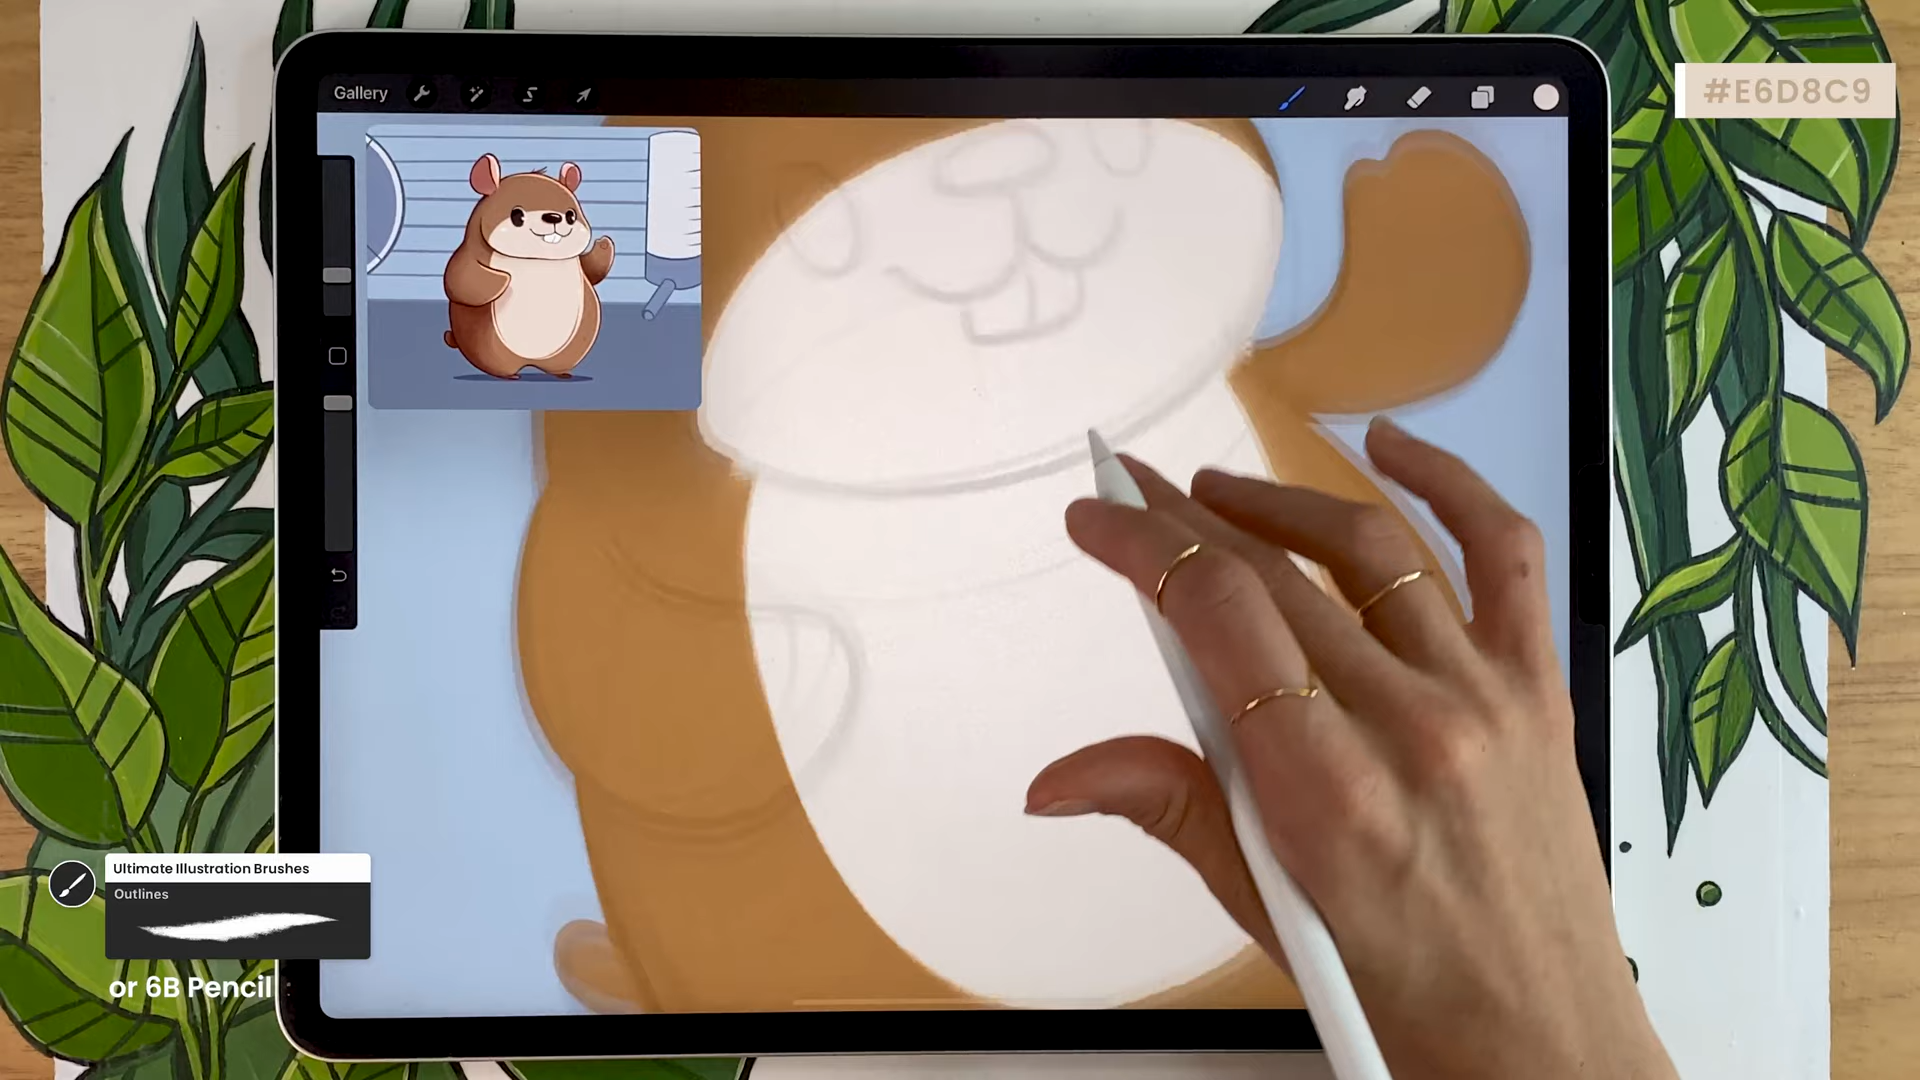 Gallery
#E6D8C9
Ultimate Illustration Brushes
Outlines
or 6B Pencil